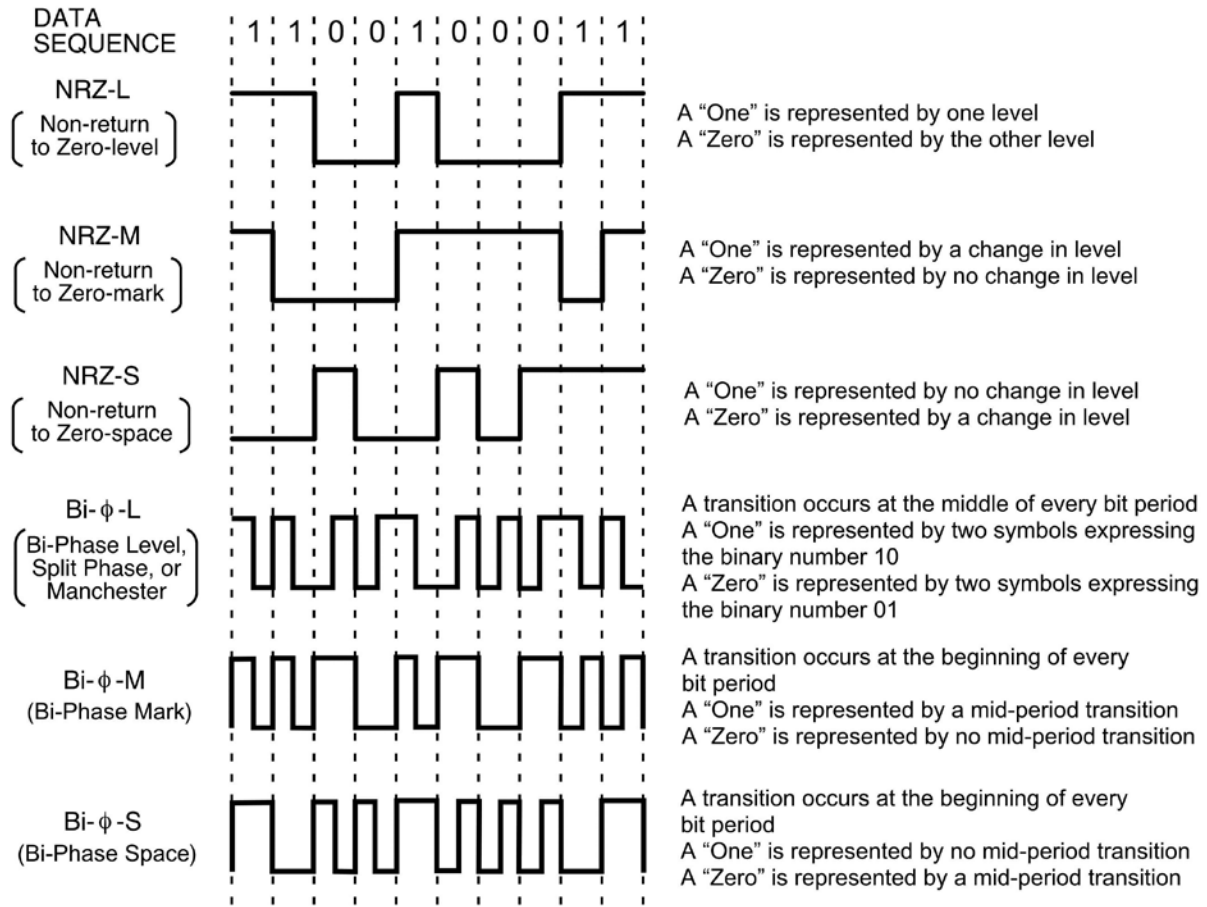 DATA
SEQUENCE
1 1 0 0 1 0 0 0 1 1
NRZ-L
Non-return
to Zero-level
A “One” is represented by one level
A “Zero” is represented by the other level
NRZ-M
Non-return
to Zero-mark
A “One” is represented by a change in level
A “Zero” is represented by no change in level
NRZ-S
Non-return
to Zero-space
A “One” is represented by no change in level
A “Zero” is represented by a change in level
Bi-ϕ-L
Bi-Phase Level,
Split Phase, or
Manchester
A transition occurs at the middle of every bit period
A “One” is represented by two symbols expressing
the binary number 10
A “Zero” is represented by two symbols expressing
the binary number 01
Bi-ϕ-M
(Bi-Phase Mark)
A transition occurs at the beginning of every
bit period
A “One” is represented by a mid-period transition
A “Zero” is represented by no mid-period transition
Bi-ϕ-S
(Bi-Phase Space)
A transition occurs at the beginning of every
bit period
A “One” is represented by no mid-period transition
A “Zero” is represented by a mid-period transition